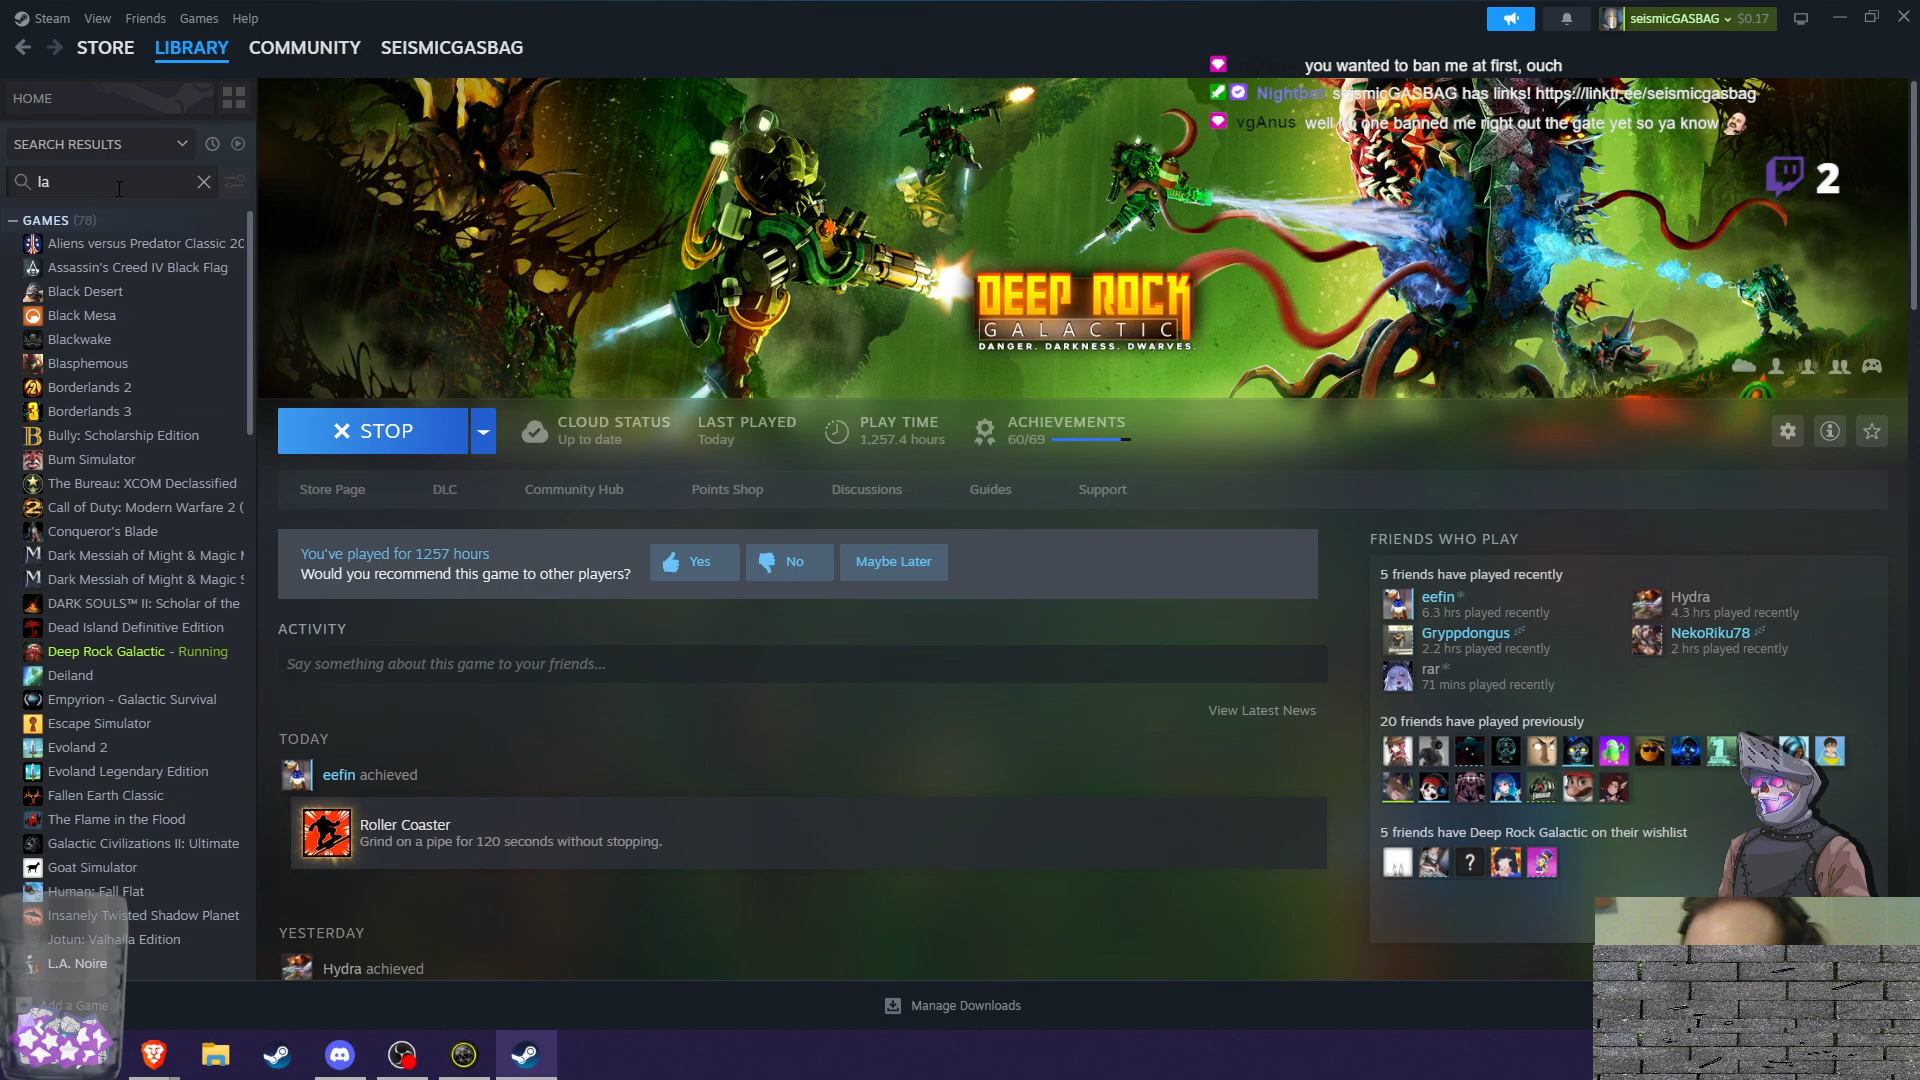 Steam View Friends Games Help
seismicGASBAG $0.17
STORE LIBRARY COMMUNITY SEISMICGASBAG
you wanted to ban me at first, ouch
Nightbot seismicGASBAG has links! https://linktr.ee/seismicgasbag
vgAnus well no one banned me right out the gate yet so ya know
2
HOME
SEARCH RESULTS
la
GAMES (78)
Aliens versus Predator Classic 20
Assassin's Creed IV Black Flag
Black Desert
Black Mesa
Blackwake
Blasphemous
Borderlands 2
Borderlands 3
Bully: Scholarship Edition
Bum Simulator
The Bureau: XCOM Declassified
Call of Duty: Modern Warfare 2 (
Conqueror's Blade
Dark Messiah of Might & Magic
Dark Messiah of Might & Magic
DARK SOULS™ II: Scholar of the
Dead Island Definitive Edition
Deep Rock Galactic - Running
Deiland
Empyrion - Galactic Survival
Escape Simulator
Evoland 2
Evoland Legendary Edition
Fallen Earth Classic
The Flame in the Flood
Galactic Civilizations II: Ultimate
Goat Simulator
Human: Fall Flat
Insanely Twisted Shadow Planet
Jotun: Valhalla Edition
L.A. Noire
Add a Game
DEEP ROCK
GALACTIC
DANGER. DARKNESS. DWARVES.
STOP
CLOUD STATUS
Up to date
LAST PLAYED
Today
PLAY TIME
1,257.4 hours
ACHIEVEMENTS
60/69
Store Page DLC Community Hub Points Shop Discussions Guides Support
You've played for 1257 hours
Would you recommend this game to other players?
Yes No Maybe Later
ACTIVITY
Say something about this game to your friends...
View Latest News
TODAY
eefin achieved
Roller Coaster
Grind on a pipe for 120 seconds without stopping.
YESTERDAY
Hydra achieved
FRIENDS WHO PLAY
5 friends have played recently
eefin*
6.3 hrs played recently
Hydra
4.3 hrs played recently
Gryppdongus zzz
2.2 hrs played recently
NekoRiku78 zzz
2 hrs played recently
rar*
71 mins played recently
20 friends have played previously
5 friends have Deep Rock Galactic on their wishlist
?
Manage Downloads